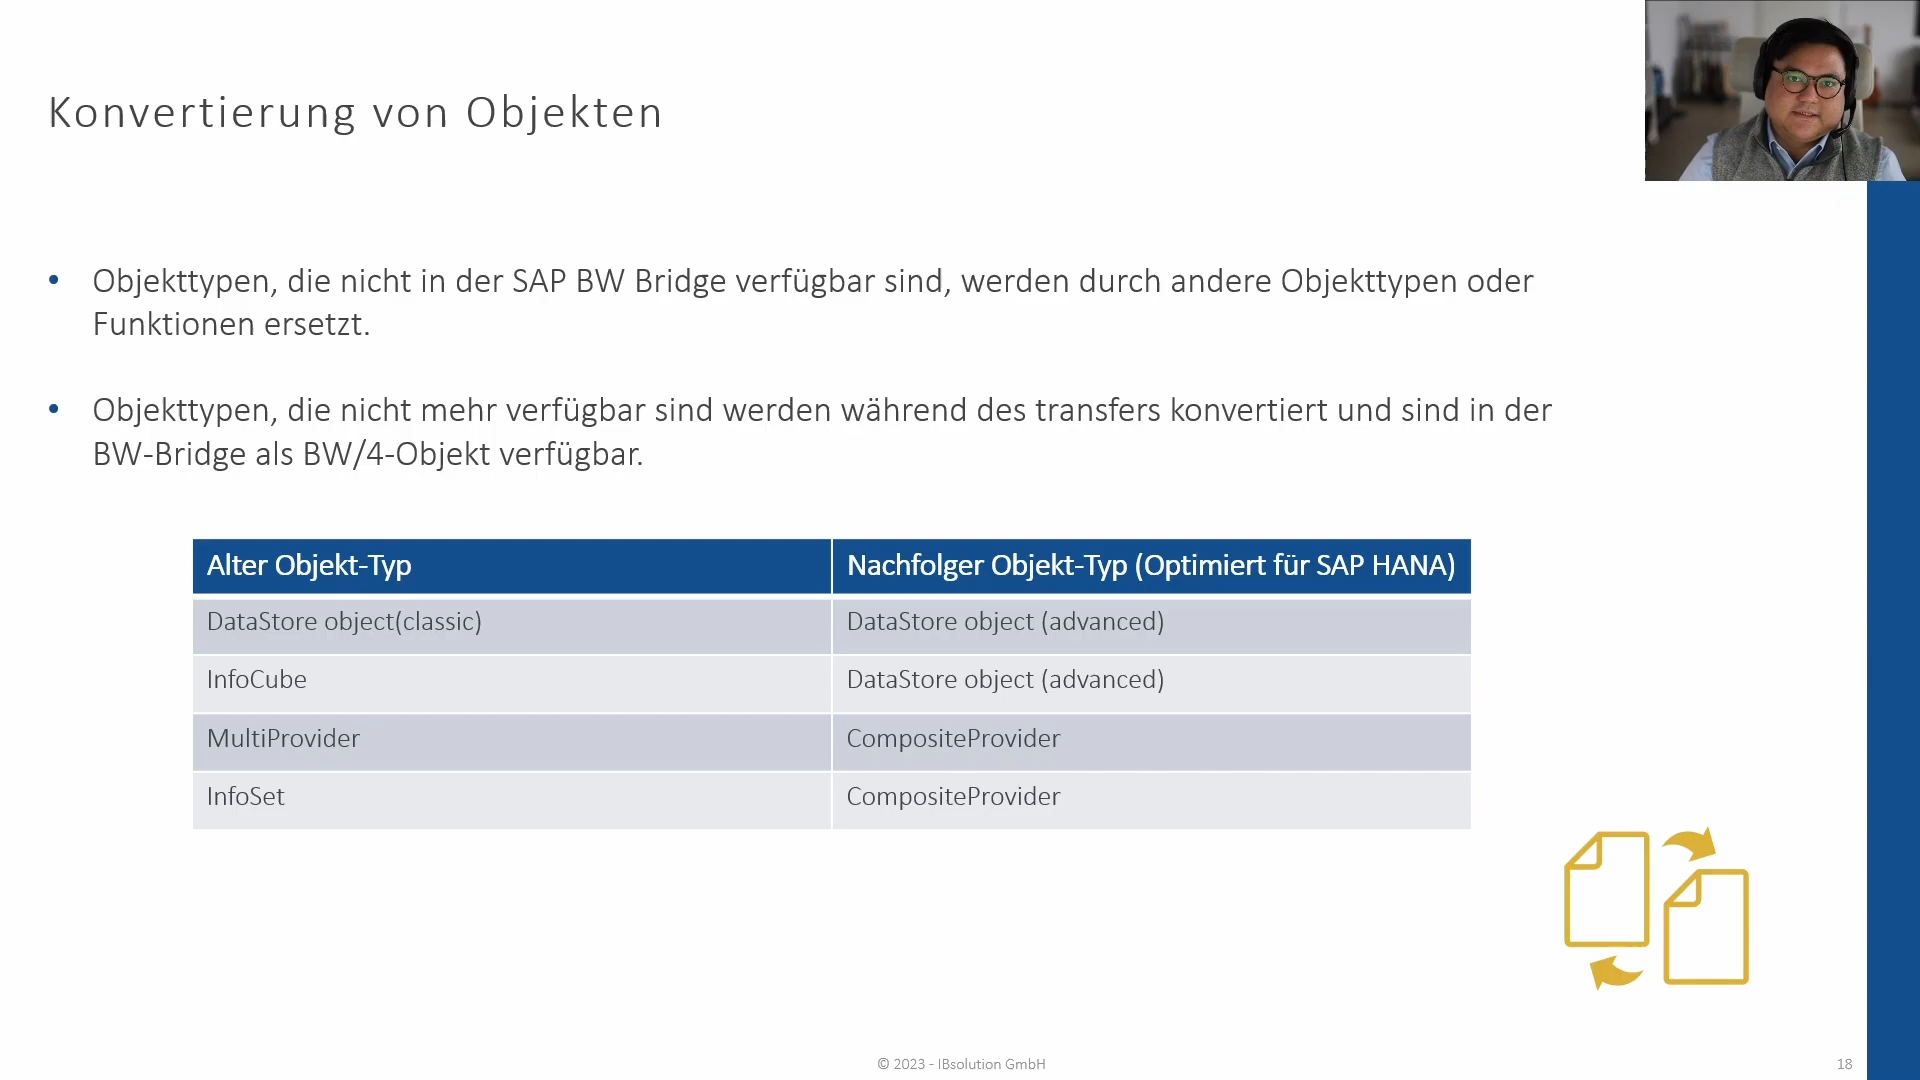 Konvertierung von Objekten
• Objekttypen, die nicht in der SAP BW Bridge verfügbar sind, werden durch andere Objekttypen oder
Funktionen ersetzt.
• Objekttypen, die nicht mehr verfügbar sind werden während des transfers konvertiert und sind in der
BW-Bridge als BW/4-Objekt verfügbar.
Alter Objekt-Typ Nachfolger Objekt-Typ (Optimiert für SAP HANA)
DataStore object(classic) DataStore object (advanced)
InfoCube DataStore object (advanced)
MultiProvider CompositeProvider
InfoSet CompositeProvider
© 2023 - IBsolution GmbH
18